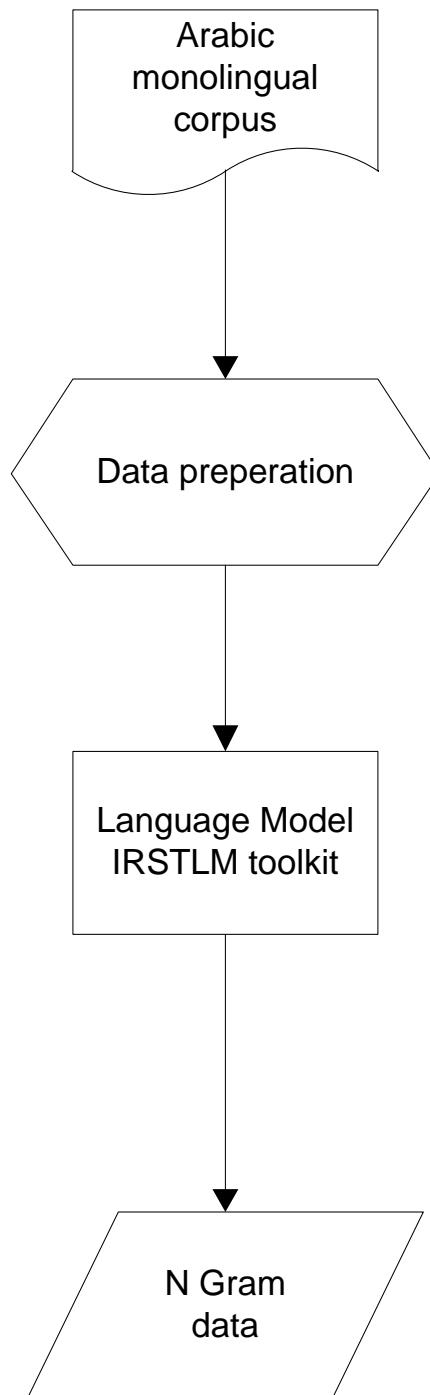 Arabic
monolingual
corpus
Data preperation
Language Model
IRSTLM toolkit
N Gram
data